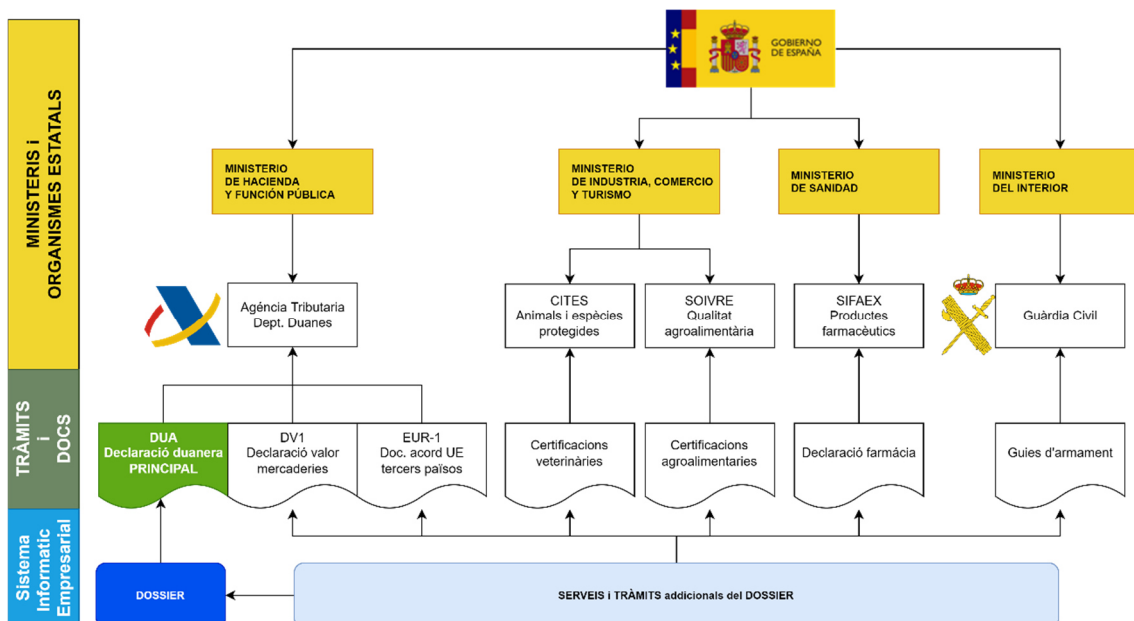 GOBIERNO
DE ESPAÑA
MINISTERIS i
ORGANISMES ESTATALS
MINISTERIO
DE HACIENDA
Y FUNCIÓN PÚBLICA
MINISTERIO
DE INDUSTRIA, COMERCIO
Y TURISMO
MINISTERIO
DE SANIDAD
MINISTERIO
DEL INTERIOR
Agéncia Tributaria
Dept. Duanes
CITES
Animals i espècies
protegides
SOIVRE
Qualitat
agroalimentària
SIFAEX
Productes
farmacèutics
Guàrdia Civil
TRÀMITS
i
DOCS
DUA
Declaració duanera
PRINCIPAL
DV1
Declaració valor
mercaderies
EUR-1
Doc. acord UE
tercers països
Certificacions
veterinàries
Certificacions
agroalimentaries
Declaració farmácia
Guies d'armament
Sistema
Informatic
Empresarial
DOSSIER
SERVEIS i TRÀMITS addicionals del DOSSIER